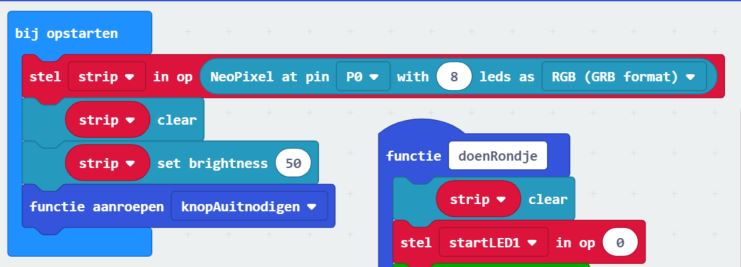 bij opstarten
stel strip in op NeoPixel at pin P0 with 8 leds as RGB (GRB format)
strip clear
strip set brightness 50
functie aanroepen knopAuitnodigen
functie doenRondje
strip clear
stel startLED1 in op 0